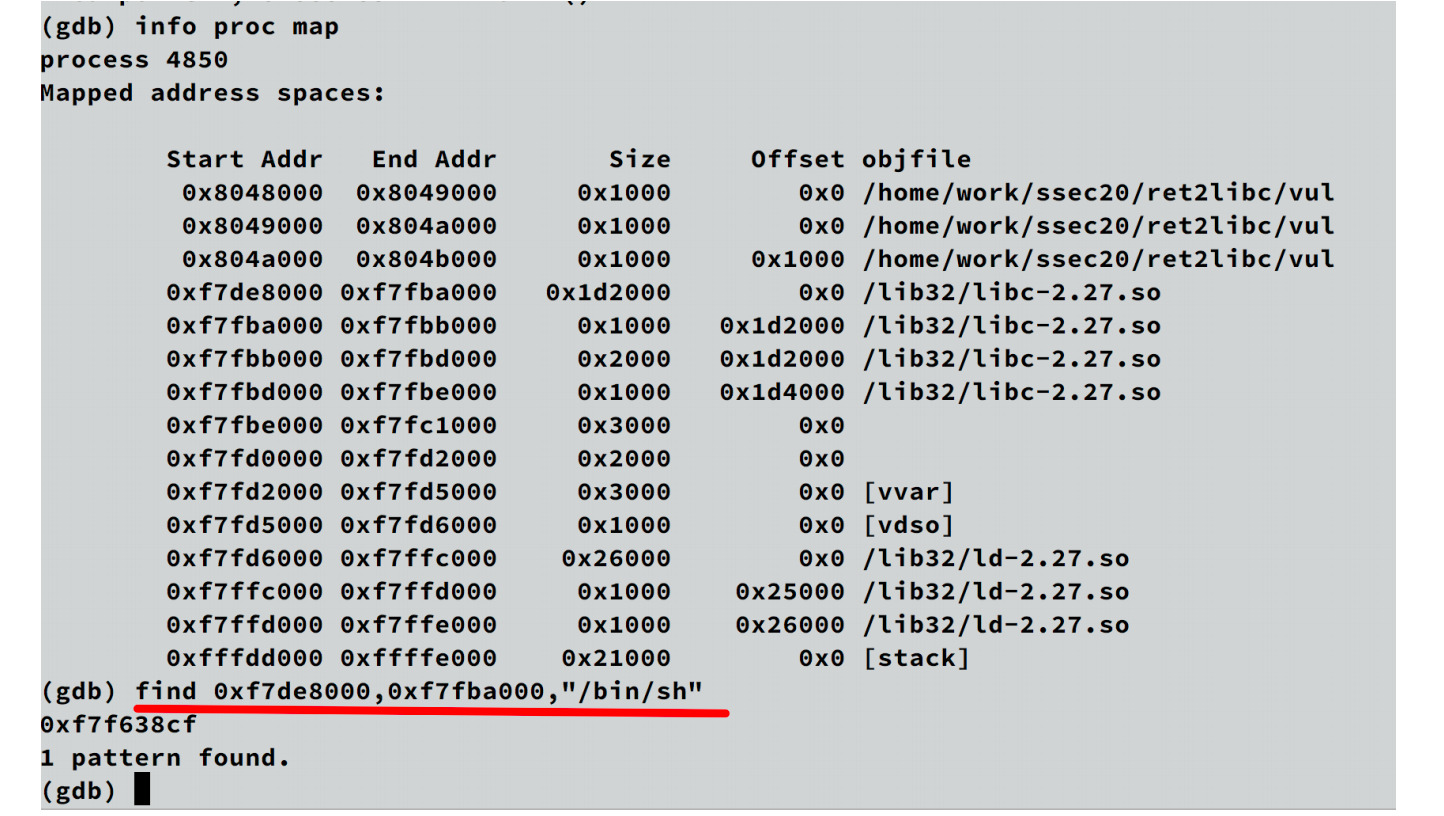 (gdb) info proc map
process 4850
Mapped address spaces:
Start Addr End Addr Size Offset objfile
0x8048000 0x8049000 0x1000 0x0 /home/work/ssec20/ret2libc/vul
0x8049000 0x804a000 0x1000 0x0 /home/work/ssec20/ret2libc/vul
0x804a000 0x804b000 0x1000 0x1000 /home/work/ssec20/ret2libc/vul
0xf7de8000 0xf7fba000 0x1d2000 0x0 /lib32/libc-2.27.so
0xf7fba000 0xf7fbb000 0x1000 0x1d2000 /lib32/libc-2.27.so
0xf7fbb000 0xf7fbd000 0x2000 0x1d2000 /lib32/libc-2.27.so
0xf7fbd000 0xf7fbe000 0x1000 0x1d4000 /lib32/libc-2.27.so
0xf7fbe000 0xf7fc1000 0x3000 0x0
0xf7fd0000 0xf7fd2000 0x2000 0x0
0xf7fd2000 0xf7fd5000 0x3000 0x0 [vvar]
0xf7fd5000 0xf7fd6000 0x1000 0x0 [vdso]
0xf7fd6000 0xf7ffc000 0x26000 0x0 /lib32/ld-2.27.so
0xf7ffc000 0xf7ffd000 0x1000 0x25000 /lib32/ld-2.27.so
0xf7ffd000 0xf7ffe000 0x1000 0x26000 /lib32/ld-2.27.so
0xfffdd000 0xffffe000 0x21000 0x0 [stack]
(gdb) find 0xf7de8000,0xf7fba000,"/bin/sh"
0xf7f638cf
1 pattern found.
(gdb)